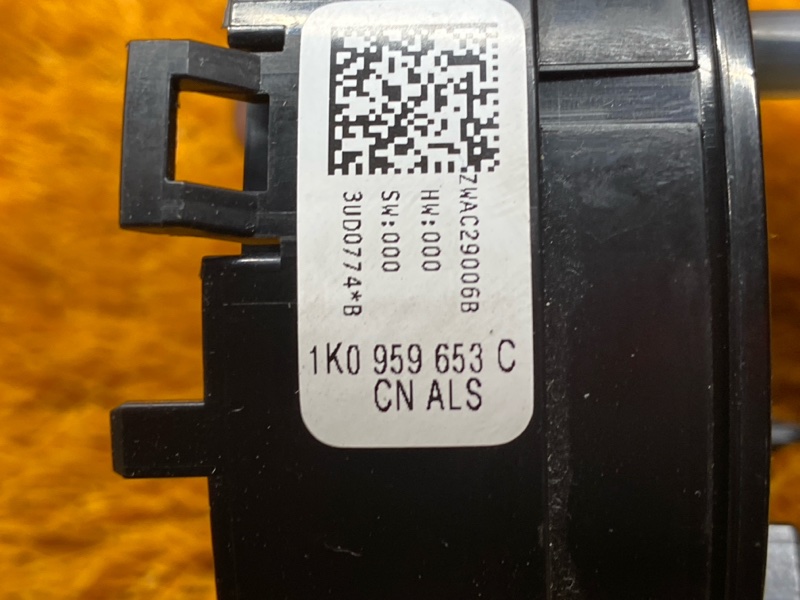 ZWAC29006B
HW:000
SW:000
3UD0774*B
1K0 959 653 C
CN ALS